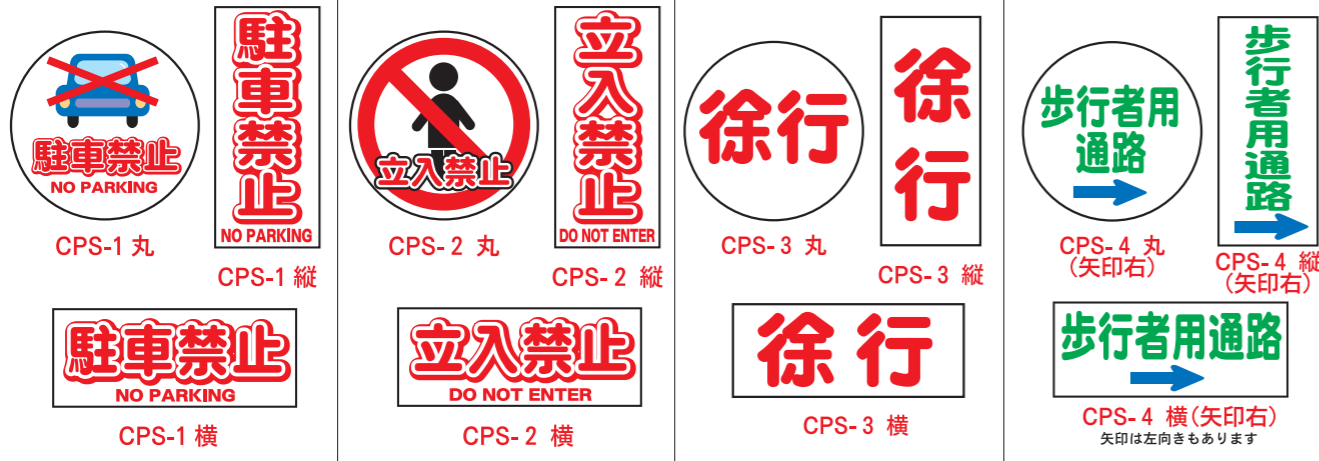 駐車禁止
NO PARKING
CPS-1 丸
駐車禁止
NO PARKING
CPS-1 縦
駐車禁止
NO PARKING
CPS-1 横
立入禁止
CPS-2 丸
立入禁止
DO NOT ENTER
CPS-2 縦
立入禁止
DO NOT ENTER
CPS-2 横
徐行
CPS-3 丸
徐行
CPS-3 縦
徐行
CPS-3 横
歩行者用
通路
CPS-4 丸
(矢印右)
歩行者用通路
CPS-4 縦
(矢印右)
歩行者用通路
CPS-4 横(矢印右)
矢印は左向きもあります